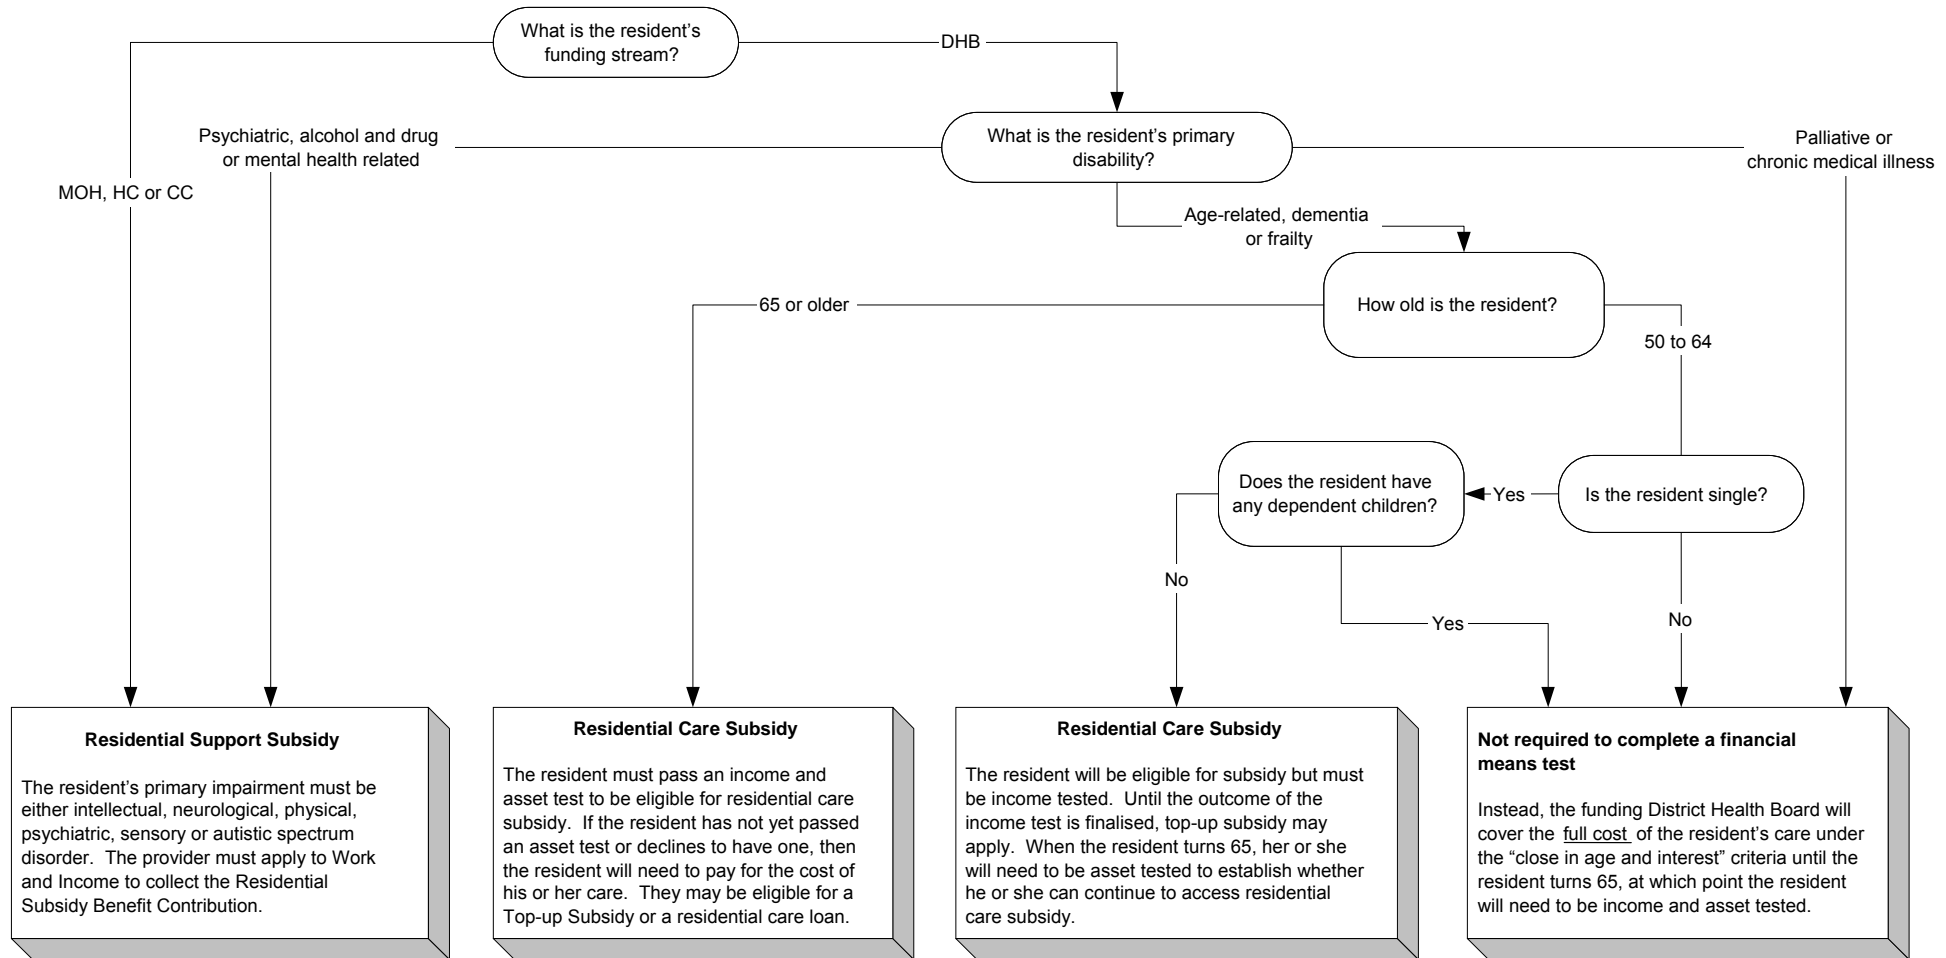 What is the resident's
funding stream?
DHB
MOH, HC or CC
What is the resident's primary
disability?
Psychiatric, alcohol and drug
or mental health related
Palliative or
chronic medical illness
Age-related, dementia
or frailty
How old is the resident?
65 or older
50 to 64
Is the resident single?
Yes
Does the resident have
any dependent children?
No
Yes
No
Residential Support Subsidy
The resident's primary impairment must be
either intellectual, neurological, physical,
psychiatric, sensory or autistic spectrum
disorder. The provider must apply to Work
and Income to collect the Residential
Subsidy Benefit Contribution.
Residential Care Subsidy
The resident must pass an income and
asset test to be eligible for residential care
subsidy. If the resident has not yet passed
an asset test or declines to have one, then
the resident will need to pay for the cost of
his or her care. They may be eligible for a
Top-up Subsidy or a residential care loan.
Residential Care Subsidy
The resident will be eligible for subsidy but must
be income tested. Until the outcome of the
income test is finalised, top-up subsidy may
apply. When the resident turns 65, her or she
will need to be asset tested to establish whether
he or she can continue to access residential
care subsidy.
Not required to complete a financial
means test
Instead, the funding District Health Board will
cover the full cost of the resident's care under
the “close in age and interest” criteria until the
resident turns 65, at which point the resident
will need to be income and asset tested.